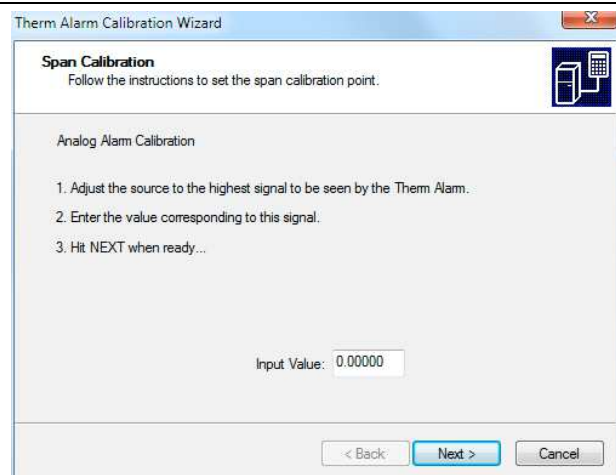 Therm Alarm Calibration Wizard
Span Calibration
Follow the instructions to set the span calibration point.
Analog Alarm Calibration
1. Adjust the source to the highest signal to be seen by the Therm Alarm.
2. Enter the value corresponding to this signal.
3. Hit NEXT when ready...
Input Value: 0.00000
< Back Next > Cancel